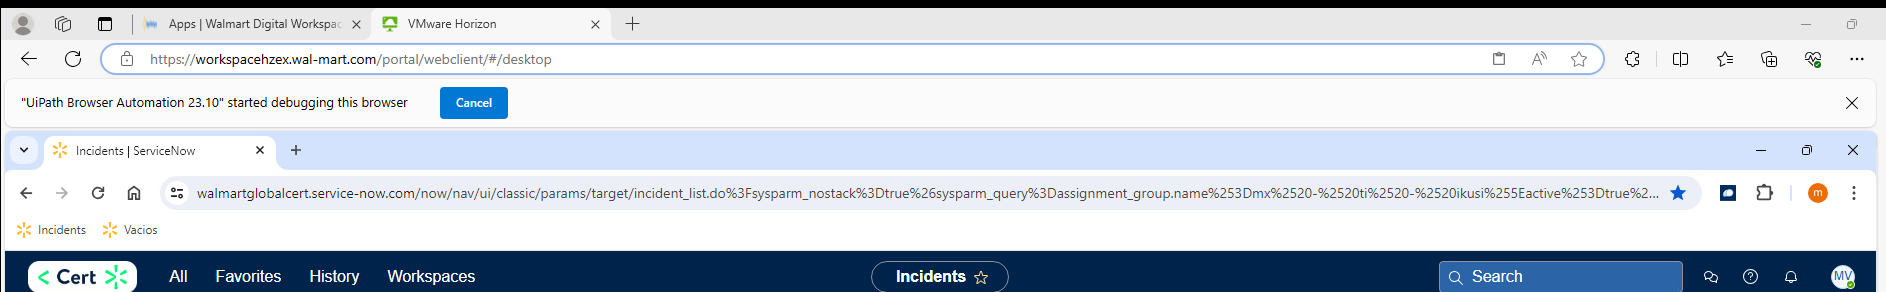 Apps | Walmart Digital Workspac
VMware Horizon
https://workspacehzex.wal-mart.com/portal/webclient/#/desktop
"UiPath Browser Automation 23.10" started debugging this browser
Cancel
Incidents | ServiceNow
walmartglobalcert.service-now.com/now/nav/ui/classic/params/target/incident_list.do%3Fsysparm_nostack%3Dtrue%26sysparm_query%3Dassignment_group.name%253Dmx%2520-%2520ti%2520-%2520ikusi%255Eactive%253Dtrue%2...
m
Incidents
Vacios
< Cert
All
Favorites
History
Workspaces
Incidents
Search
MV